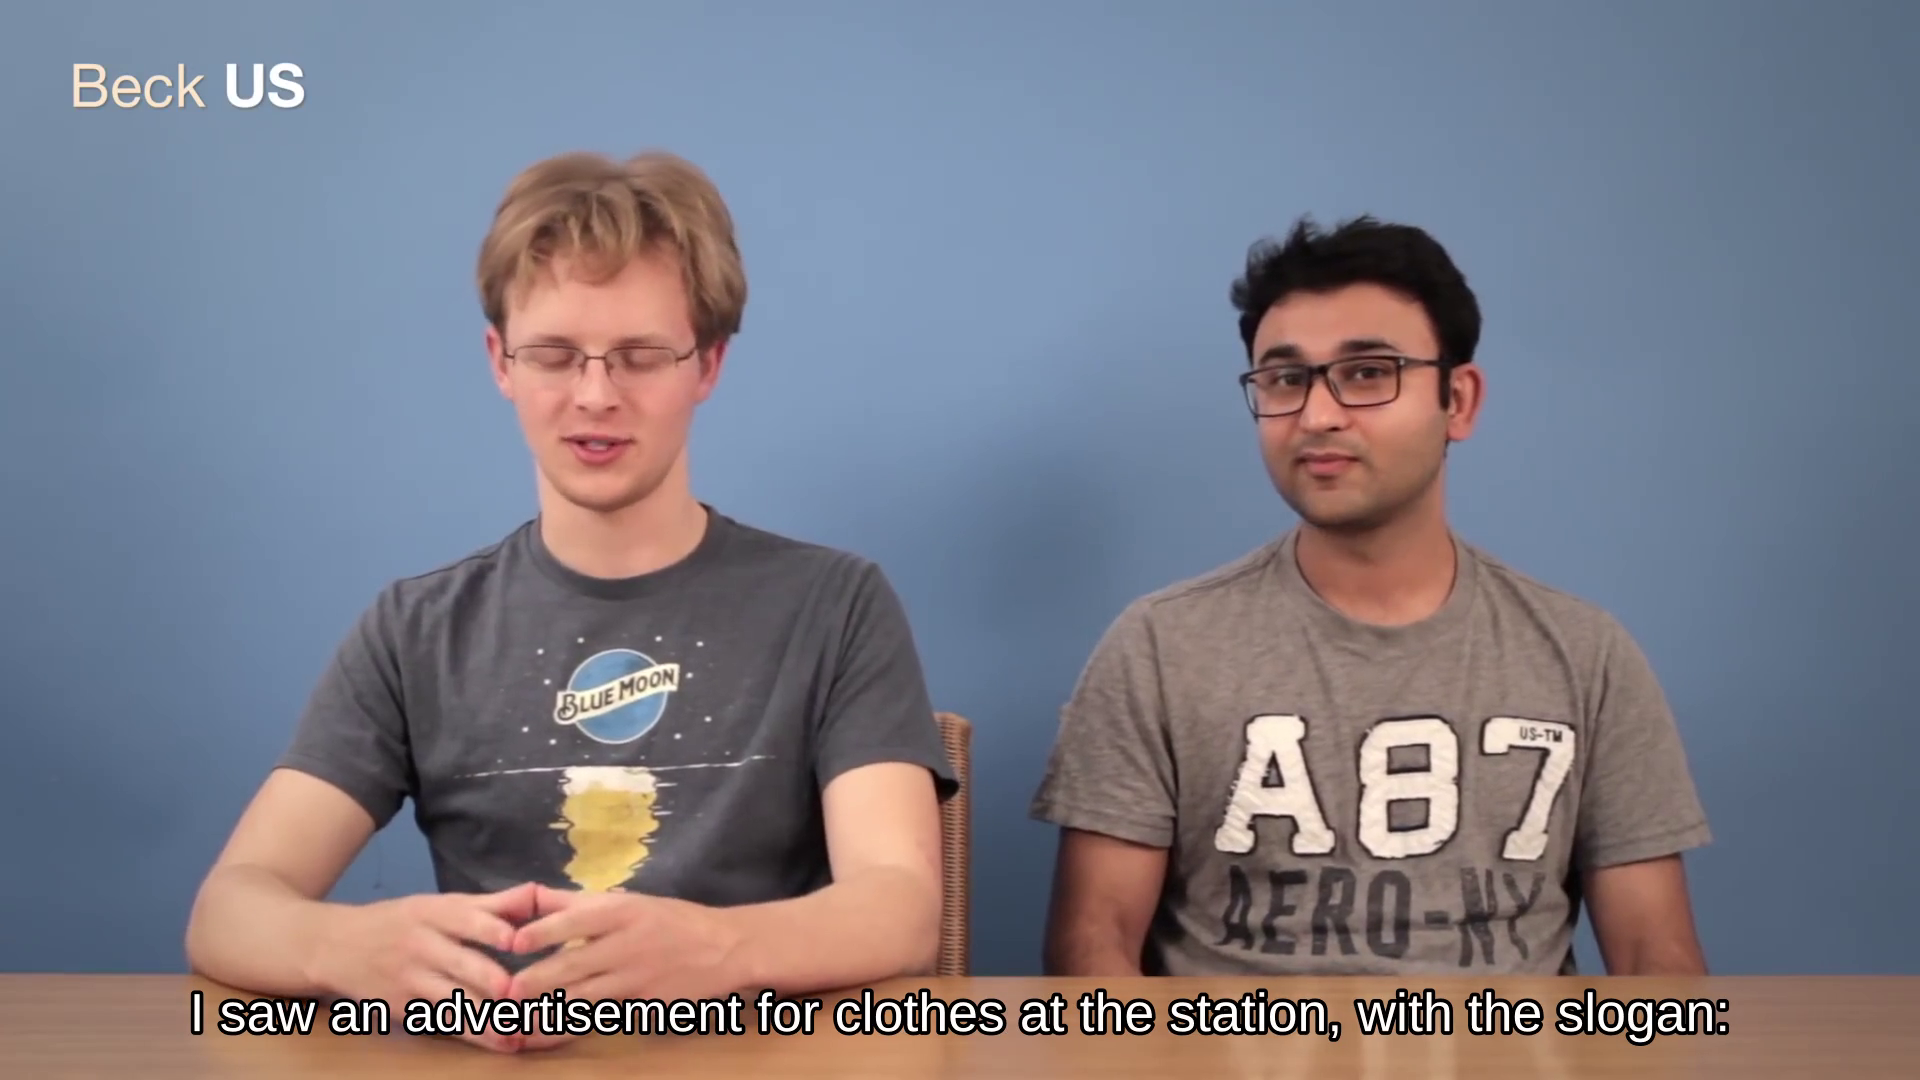 Beck US
BLUE MOON
US-TM
A87
AERO-NY
I saw an advertisement for clothes at the station, with the slogan: